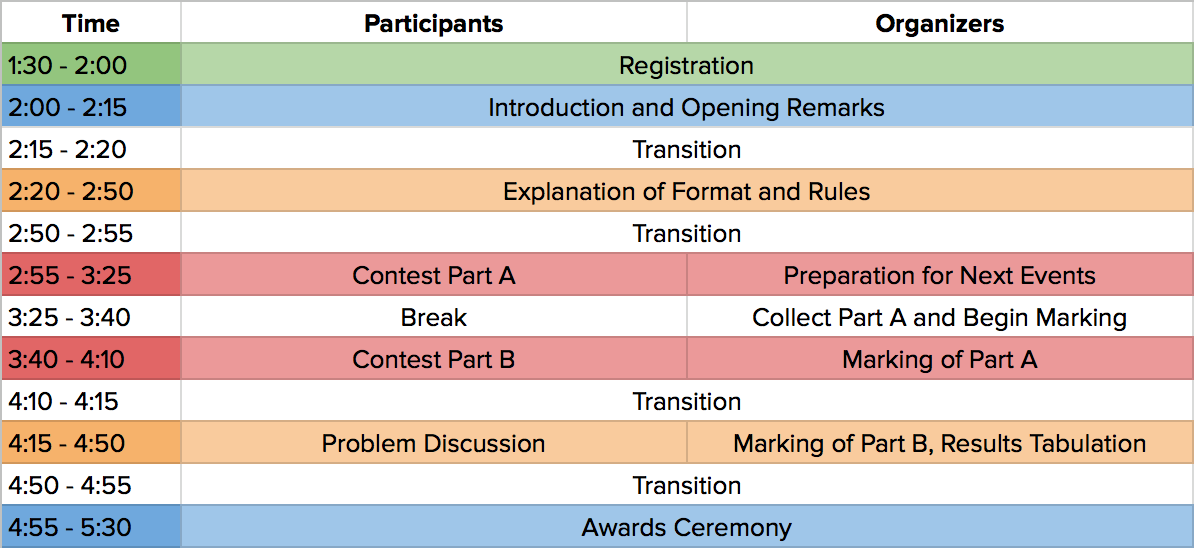 Time Participants Organizers
1:30 - 2:00 Registration
2:00 - 2:15 Introduction and Opening Remarks
2:15 - 2:20 Transition
2:20 - 2:50 Explanation of Format and Rules
2:50 - 2:55 Transition
2:55 - 3:25 Contest Part A Preparation for Next Events
3:25 - 3:40 Break Collect Part A and Begin Marking
3:40 - 4:10 Contest Part B Marking of Part A
4:10 - 4:15 Transition
4:15 - 4:50 Problem Discussion Marking of Part B, Results Tabulation
4:50 - 4:55 Transition
4:55 - 5:30 Awards Ceremony